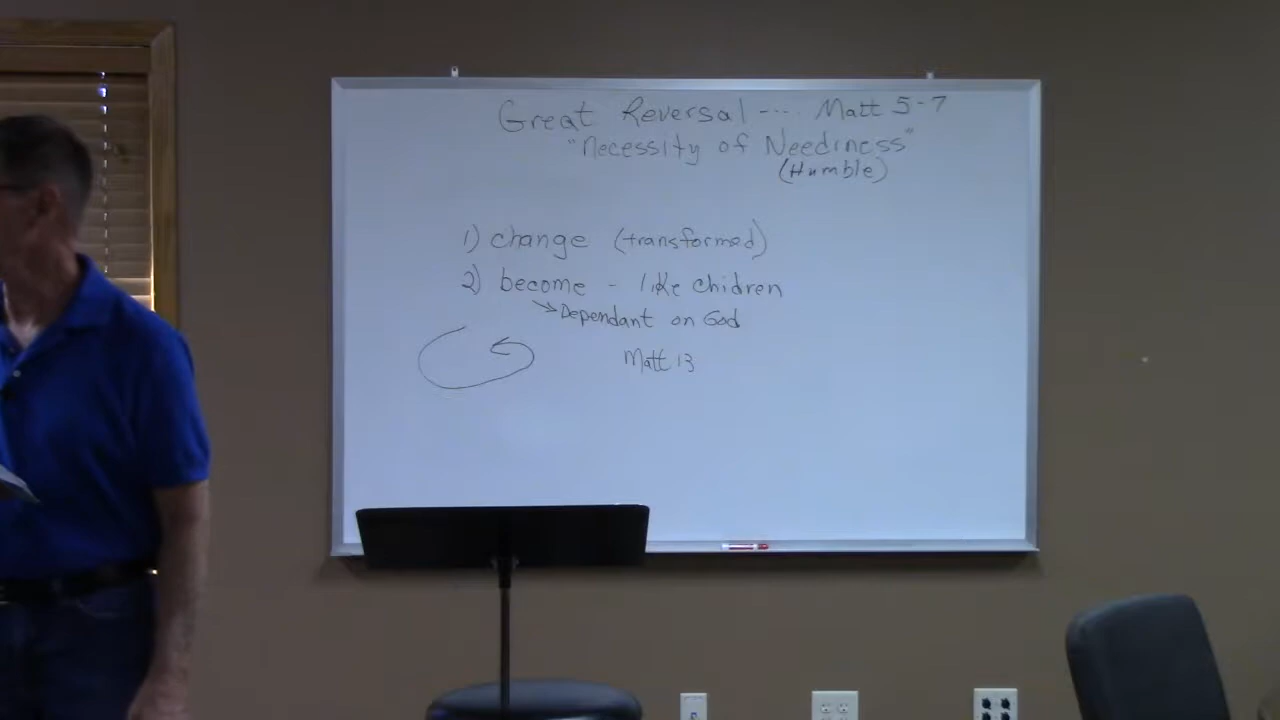 Great Reversal ---- Matt 5-7
"Necessity of Neediness"
(Humble)
1) change (transformed)
2) become - like chidren
Dependant on God
Matt 13